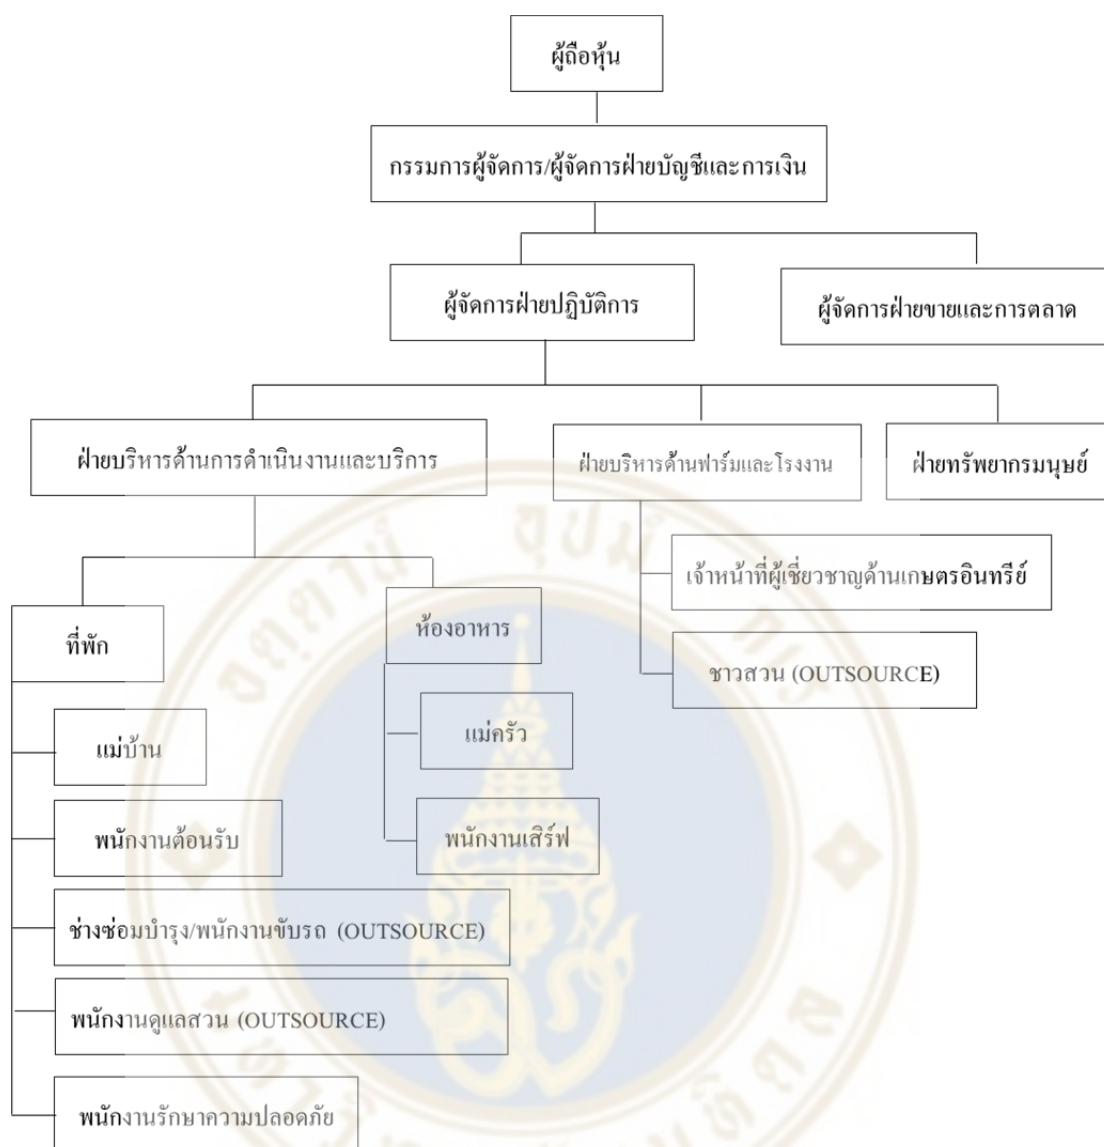 ผู้ถือหุ้น
กรรมการผู้จัดการ/ผู้จัดการฝ่ายบัญชีและการเงิน
ผู้จัดการฝ่ายปฏิบัติการ
ผู้จัดการฝ่ายขายและการตลาด
ฝ่ายบริหารด้านการดำเนินงานและบริการ
ฝ่ายบริหารด้านฟาร์มและโรงงาน
ฝ่ายทรัพยากรมนุษย์
ที่พัก
แม่บ้าน
พนักงานต้อนรับ
ช่างซ่อมบำรุง/พนักงานขับรถ (OUTSOURCE)
พนักงานดูแลสวน (OUTSOURCE)
พนักงานรักษาความปลอดภัย
ห้องอาหาร
แม่ครัว
พนักงานเสิร์ฟ
เจ้าหน้าที่ผู้เชี่ยวชาญด้านเกษตรอินทรีย์
ชาวสวน (OUTSOURCE)
อตฺตานํ อุปมํ กเร